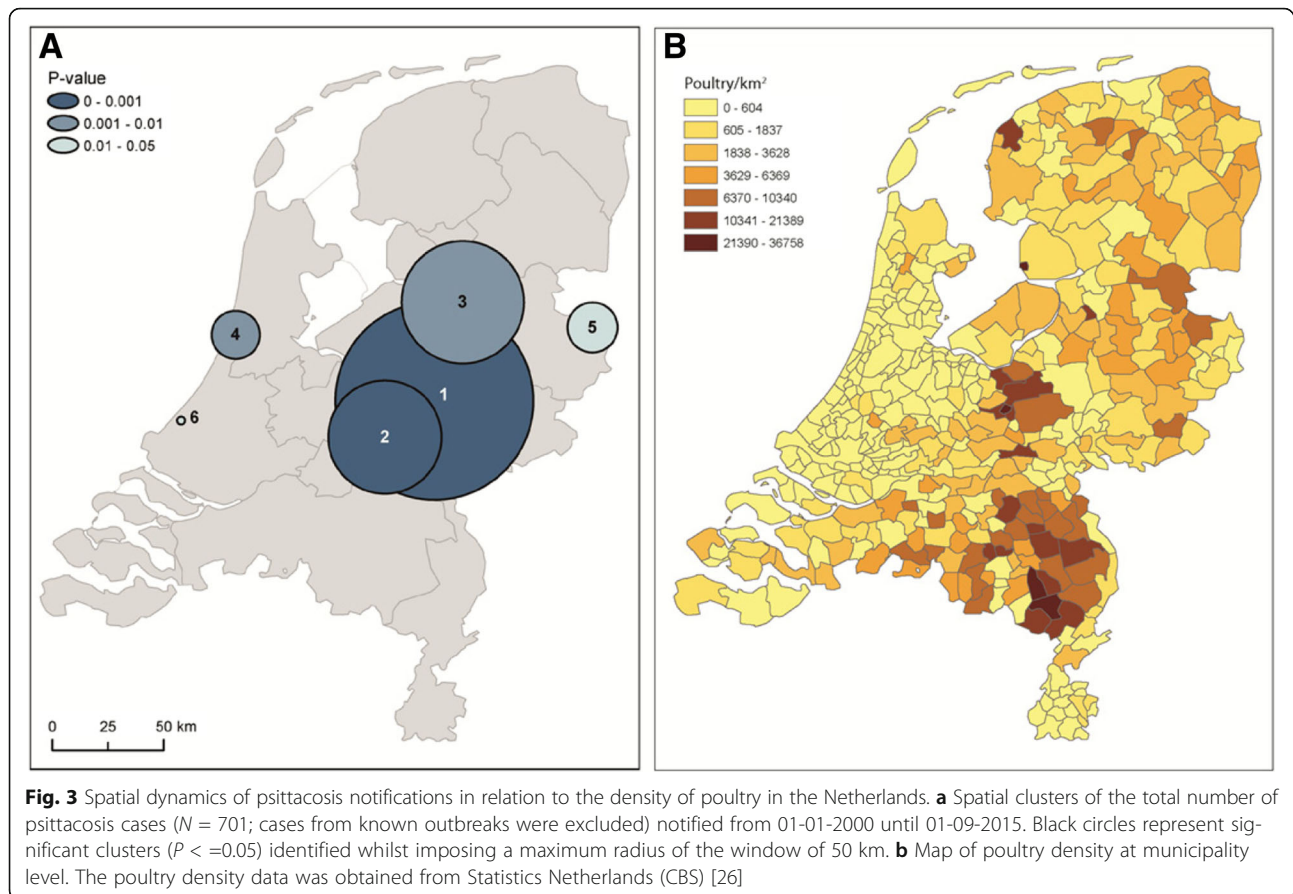 A
P-value
0 - 0.001
0.001 - 0.01
0.01 - 0.05
3
4
5
1
6
2
0 25 50 km
B
Poultry/km²
0 - 604
605 - 1837
1838 - 3628
3629 - 6369
6370 - 10340
10341 - 21389
21390 - 36758
Fig. 3 Spatial dynamics of psittacosis notifications in relation to the density of poultry in the Netherlands. a Spatial clusters of the total number of
psittacosis cases (N = 701; cases from known outbreaks were excluded) notified from 01-01-2000 until 01-09-2015. Black circles represent sig-
nificant clusters (P < =0.05) identified whilst imposing a maximum radius of the window of 50 km. b Map of poultry density at municipality
level. The poultry density data was obtained from Statistics Netherlands (CBS) [26]